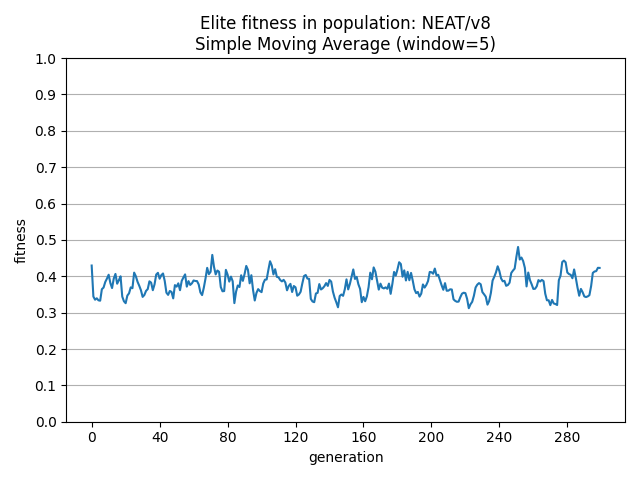 Elite fitness in population: NEAT/v8
Simple Moving Average (window=5)
1.0
0.9
0.8
0.7
0.6
0.5
0.4
0.3
0.2
0.1
0.0
fitness
0 40 80 120 160 200 240 280
generation